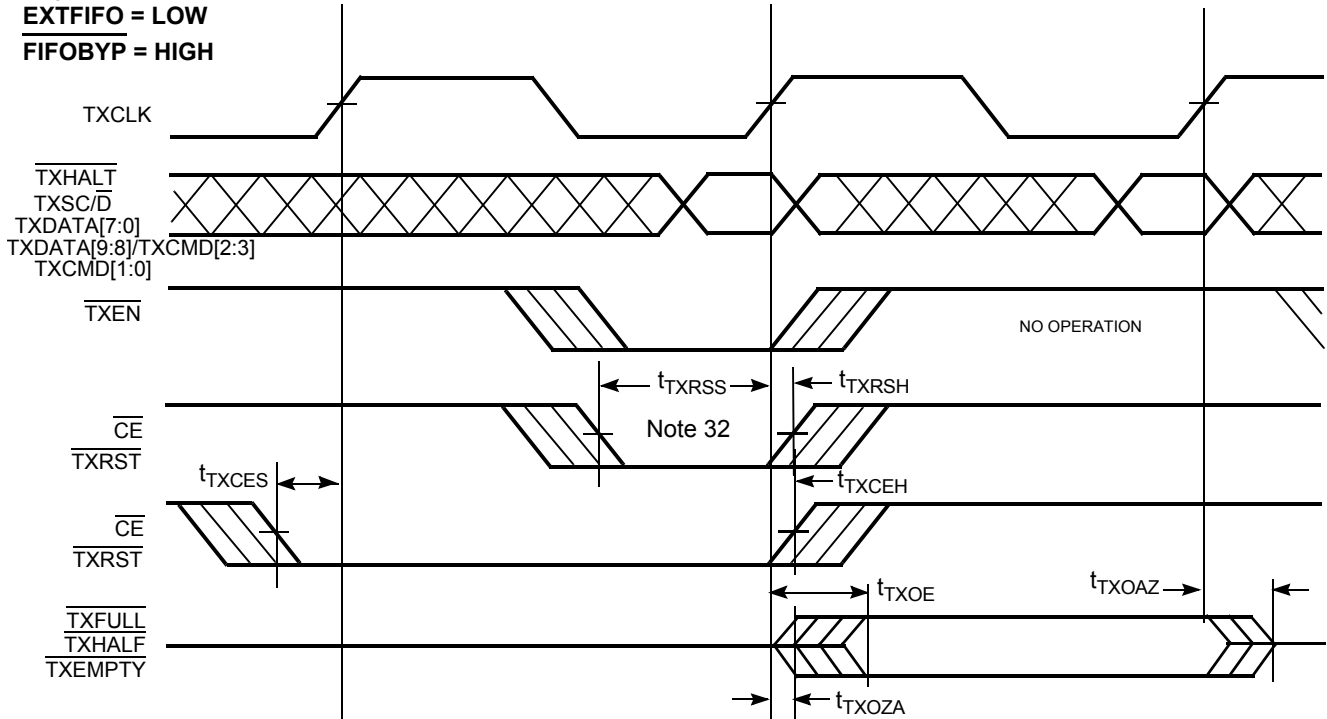 EXTFIFO = LOW
FIFOBYP = HIGH
TXCLK
TXHALT
TXSC/D
TXDATA[7:0]
TXDATA[9:8]/TXCMD[2:3]
TXCMD[1:0]
TXEN
NO OPERATION
tTXRSS
tTXRSH
CE
Note 32
TXRST
tTXCES
tTXCEH
CE
TXRST
tTXOE
tTXOAZ
TXFULL
TXHALF
TXEMPTY
tTXOZA